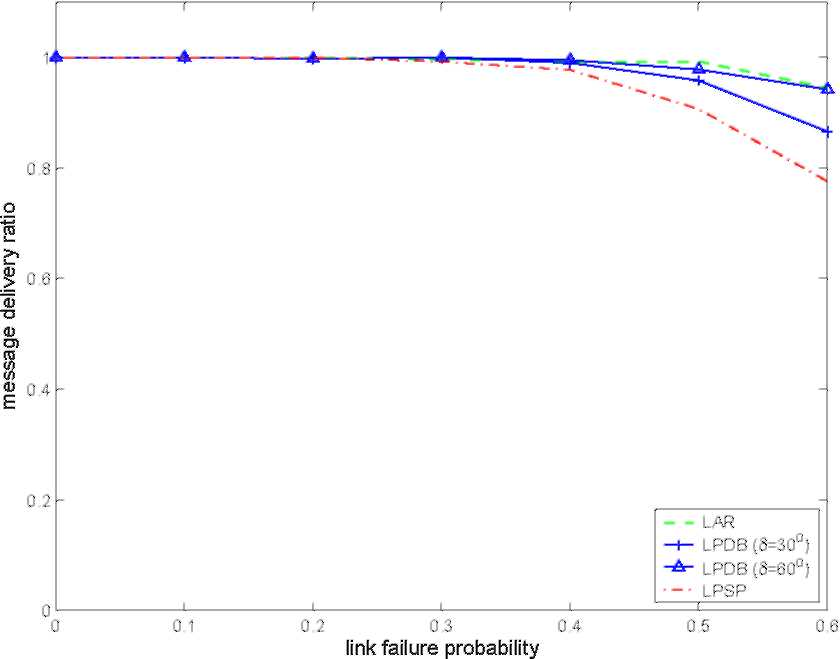 message delivery ratio
1
0.8
0.6
0.4
0.2
0
0 0.1 0.2 0.3 0.4 0.5 0.6
link failure probability
LAR
LPDB (δ=30⁰)
LPDB (δ=60⁰)
LPSP